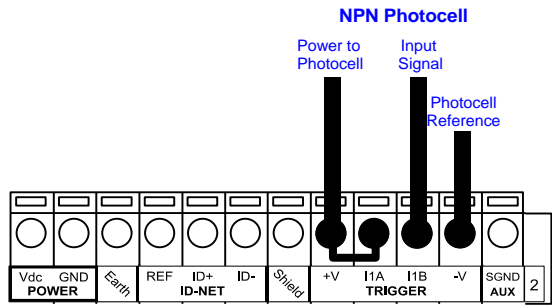 NPN Photocell
Power to
Photocell
Input
Signal
Photocell
Reference
Vdc GND Earth REF ID+ ID- Shield +V I1A I1B -V SGND
POWER ID-NET TRIGGER AUX 2